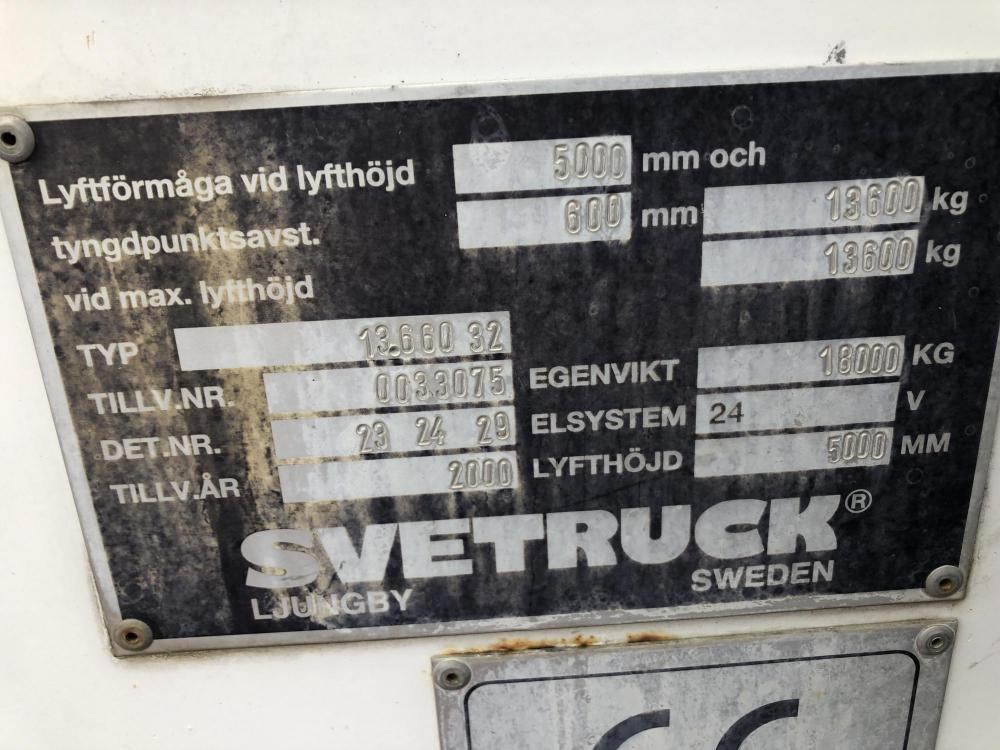 Lyftförmåga vid lyfthöjd 5000 mm och
tyngdpunktsavst. 600 mm 13600 kg
vid max. lyfthöjd 13600 kg
TYP 13.660 32
TILLV.NR. 0033075 EGENVIKT 18000 KG
DET.NR. 23 24 29 ELSYSTEM 24 V
TILLV.ÅR 2000 LYFTHÖJD 5000 MM
SVETRUCK®
LJUNGBY SWEDEN
CE